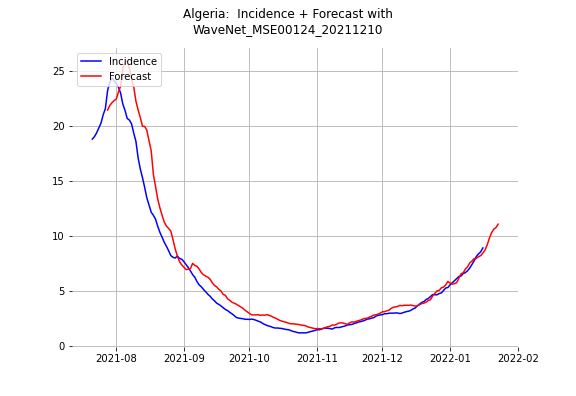 Algeria:  Incidence + Forecast with
WaveNet_MSE00124_20211210
Incidence
Forecast
25
20
15
10
5
0
2021-08 2021-09 2021-10 2021-11 2021-12 2022-01 2022-02